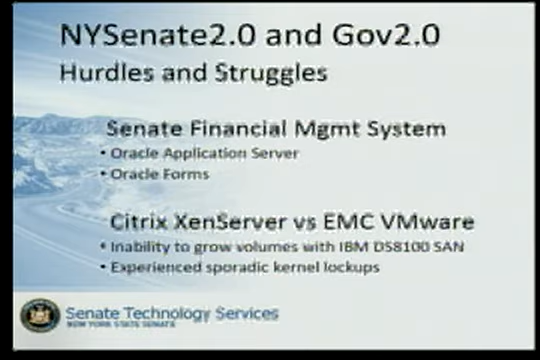 NYSenate2.0 and Gov2.0
Hurdles and Struggles
Senate Financial Mgmt System
• Oracle Application Server
• Oracle Forms
Citrix XenServer vs EMC VMware
• Inability to grow volumes with IBM DS8100 SAN
• Experienced sporadic kernel lockups
Senate Technology Services
NEW YORK STATE SENATE